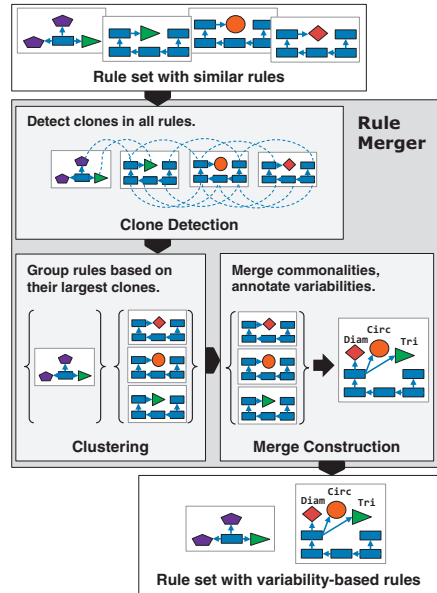 Rule set with similar rules
Detect clones in all rules.
Rule
Merger
Clone Detection
Group rules based on
their largest clones.
Clustering
Merge commonalities,
annotate variabilities.
Circ
Diam
Tri
Merge Construction
Circ
Diam
Tri
Rule set with variability-based rules